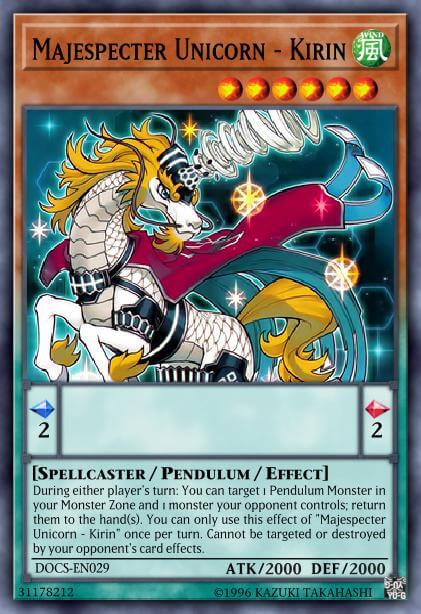 Majespecter Unicorn - Kirin
WIND
風
2
2
[Spellcaster / Pendulum / Effect]
During either player's turn: You can target 1 Pendulum Monster in
your Monster Zone and 1 monster your opponent controls; return
them to the hand(s). You can only use this effect of "Majespecter
Unicorn - Kirin" once per turn. Cannot be targeted or destroyed
by your opponent's card effects.
DOCS-EN029
ATK/2000 DEF/2000
31178212
©1996 KAZUKI TAKAHASHI